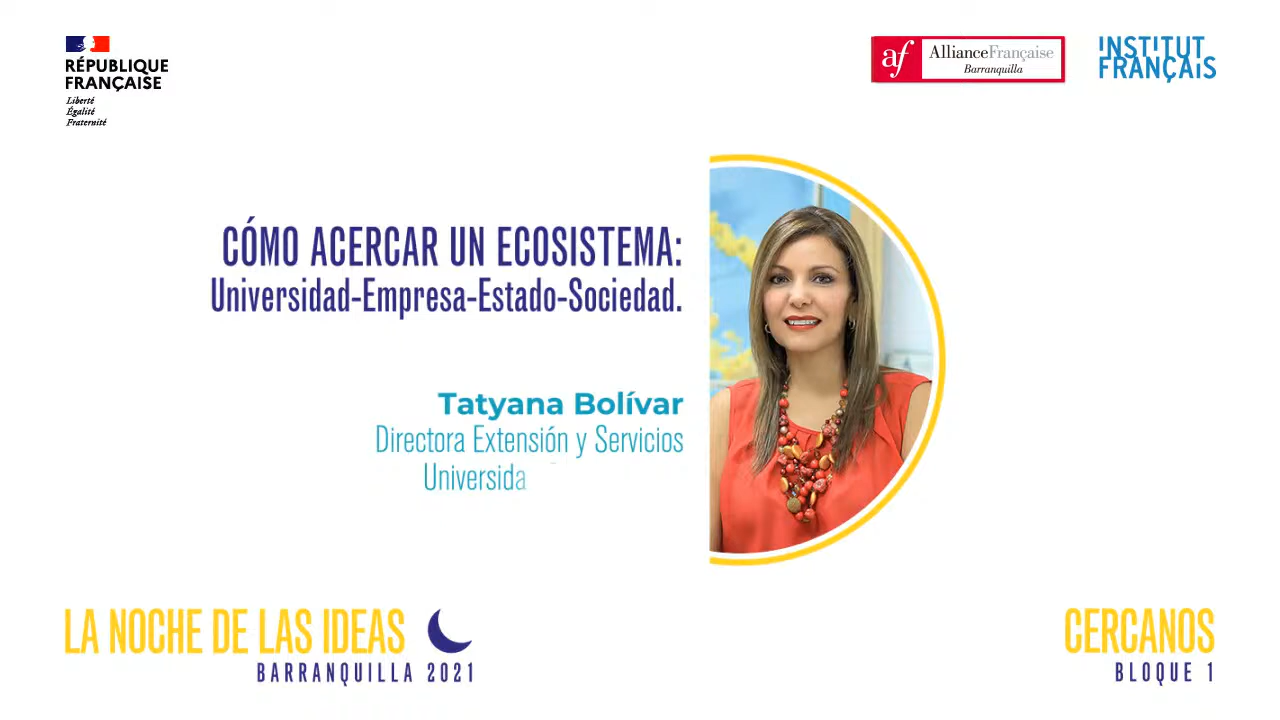 RÉPUBLIQUE
FRANÇAISE
Liberté
Égalité
Fraternité
af
AllianceFrançaise
Barranquilla
INSTITUT
FRANÇAIS
CÓMO ACERCAR UN ECOSISTEMA:
Universidad-Empresa-Estado-Sociedad.
Tatyana Bolívar
Directora Extensión y Servicios
Universida
LA NOCHE DE LAS IDEAS
BARRANQUILLA 2021
CERCANOS
BLOQUE 1